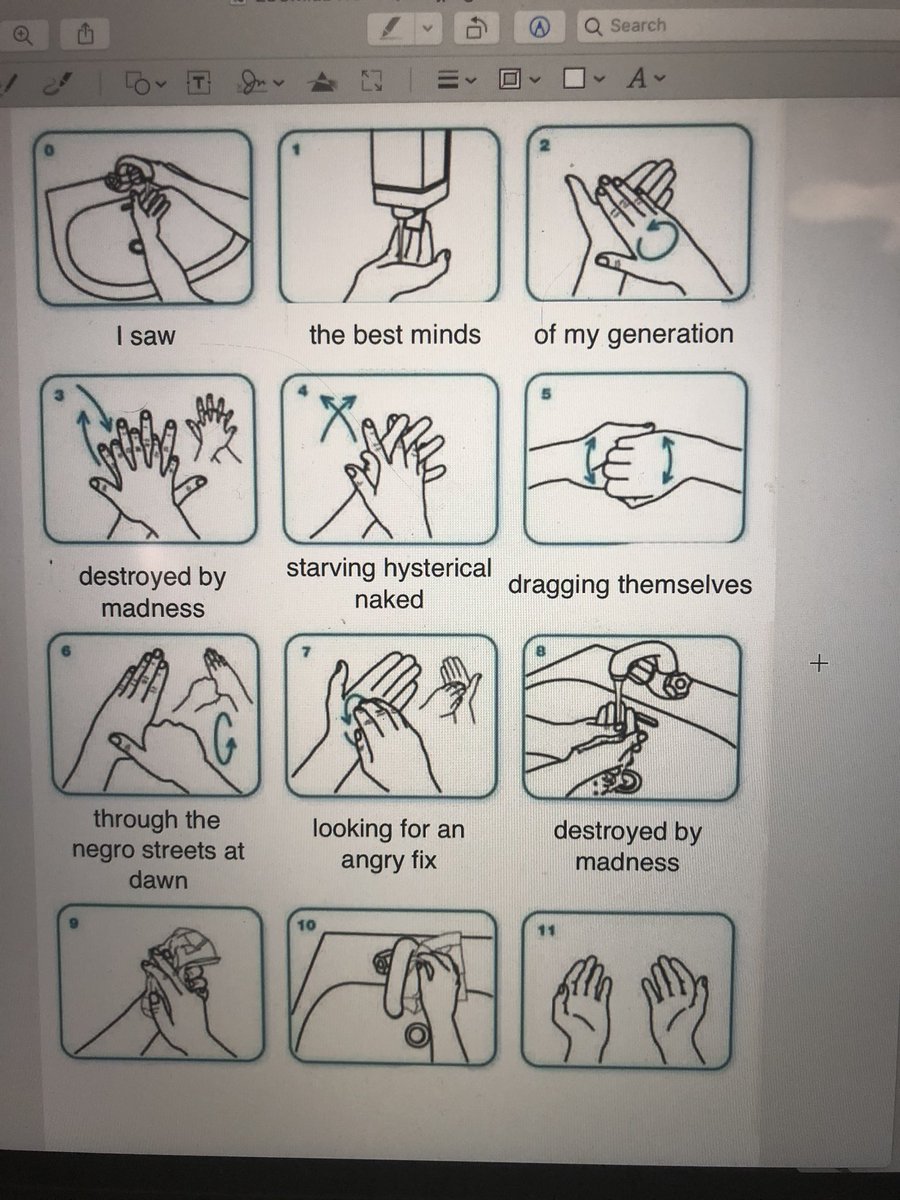 Search
T
A
A
0
1
2
I saw
the best minds
of my generation
3
4
5
destroyed by
madness
starving hysterical
naked
dragging themselves
6
7
8
through the
negro streets at
dawn
looking for an
angry fix
destroyed by
madness
9
10
11